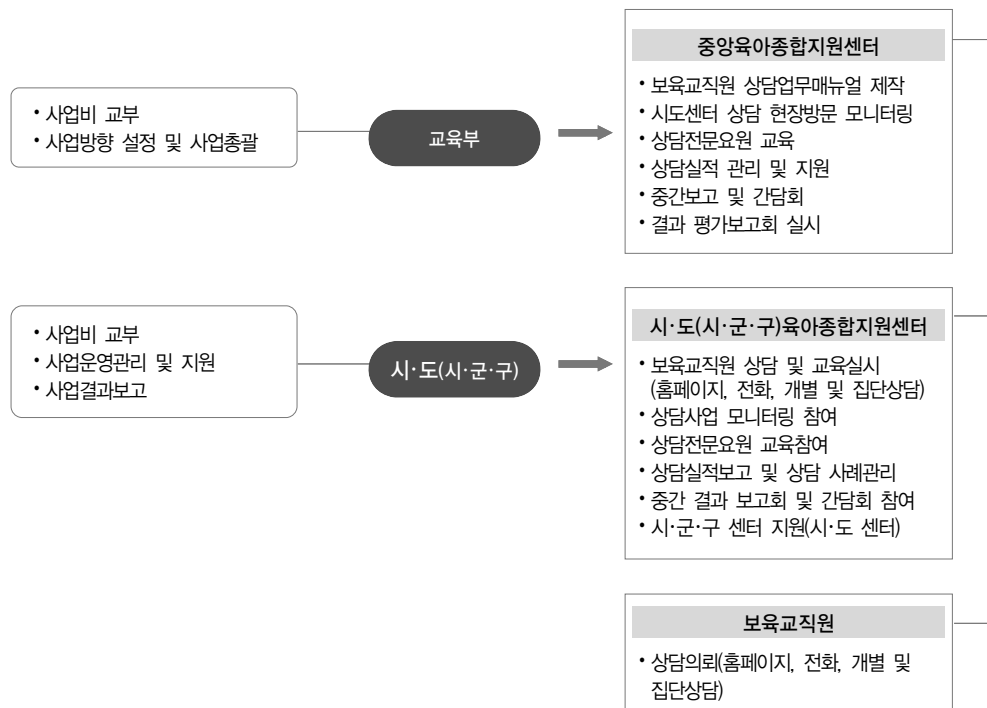 • 사업비 교부
• 사업방향 설정 및 사업총괄
교육부
중앙육아종합지원센터
• 보육교직원 상담업무매뉴얼 제작
• 시도센터 상담 현장방문 모니터링
• 상담전문요원 교육
• 상담실적 관리 및 지원
• 중간보고 및 간담회
• 결과 평가보고회 실시
• 사업비 교부
• 사업운영관리 및 지원
• 사업결과보고
시·도(시·군·구)
시·도(시·군·구)육아종합지원센터
• 보육교직원 상담 및 교육실시
(홈페이지, 전화, 개별 및 집단상담)
• 상담사업 모니터링 참여
• 상담전문요원 교육참여
• 상담실적보고 및 상담 사례관리
• 중간 결과 보고회 및 간담회 참여
• 시·군·구 센터 지원(시·도 센터)
보육교직원
• 상담의뢰(홈페이지, 전화, 개별 및
집단상담)